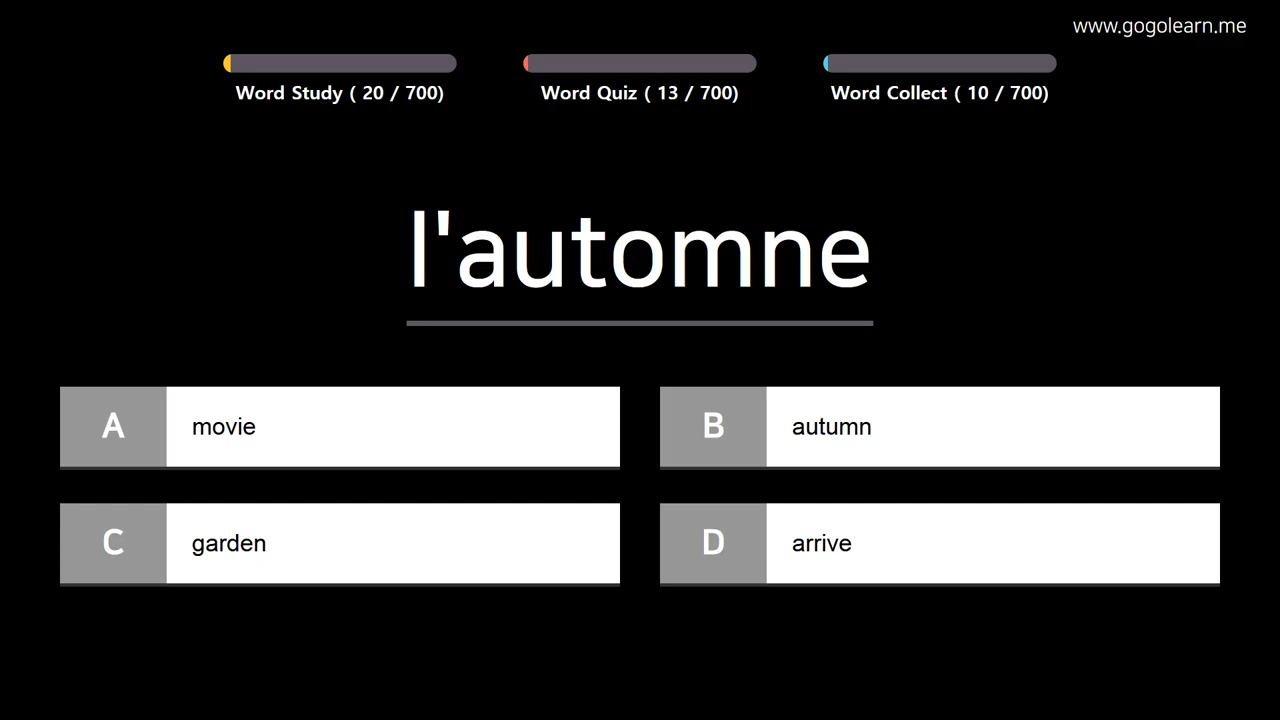 www.gogolearn.me
Word Study ( 20 / 700)
Word Quiz ( 13 / 700)
Word Collect ( 10 / 700)
l'automne
A movie
B autumn
C garden
D arrive